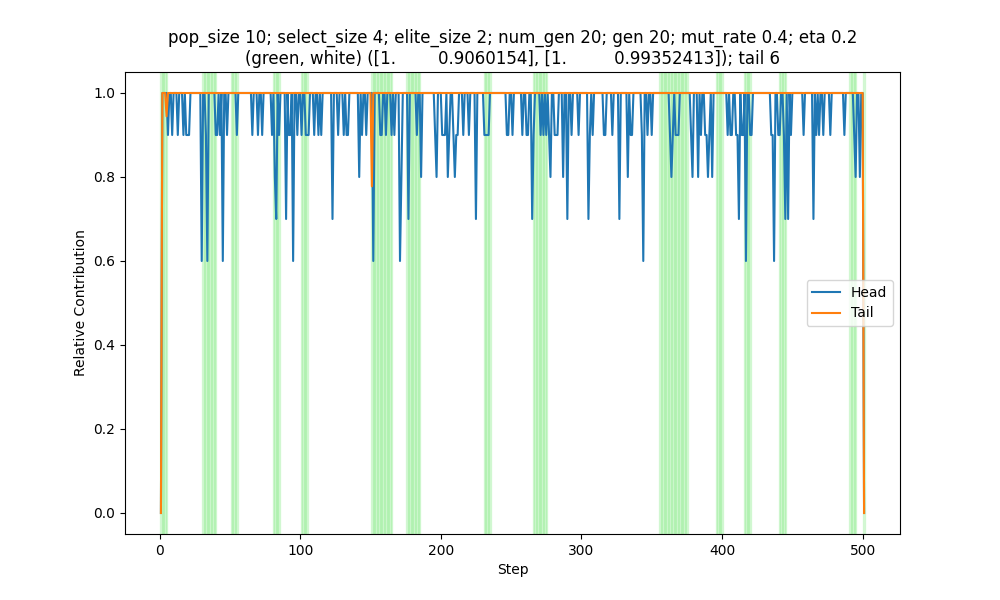 pop_size 10; select_size 4; elite_size 2; num_gen 20; gen 20; mut_rate 0.4; eta 0.2
(green, white) ([1. 0.9060154], [1. 0.99352413]); tail 6
1.0
0.8
0.6
0.4
0.2
0.0
Relative Contribution
Head
Tail
0 100 200 300 400 500
Step